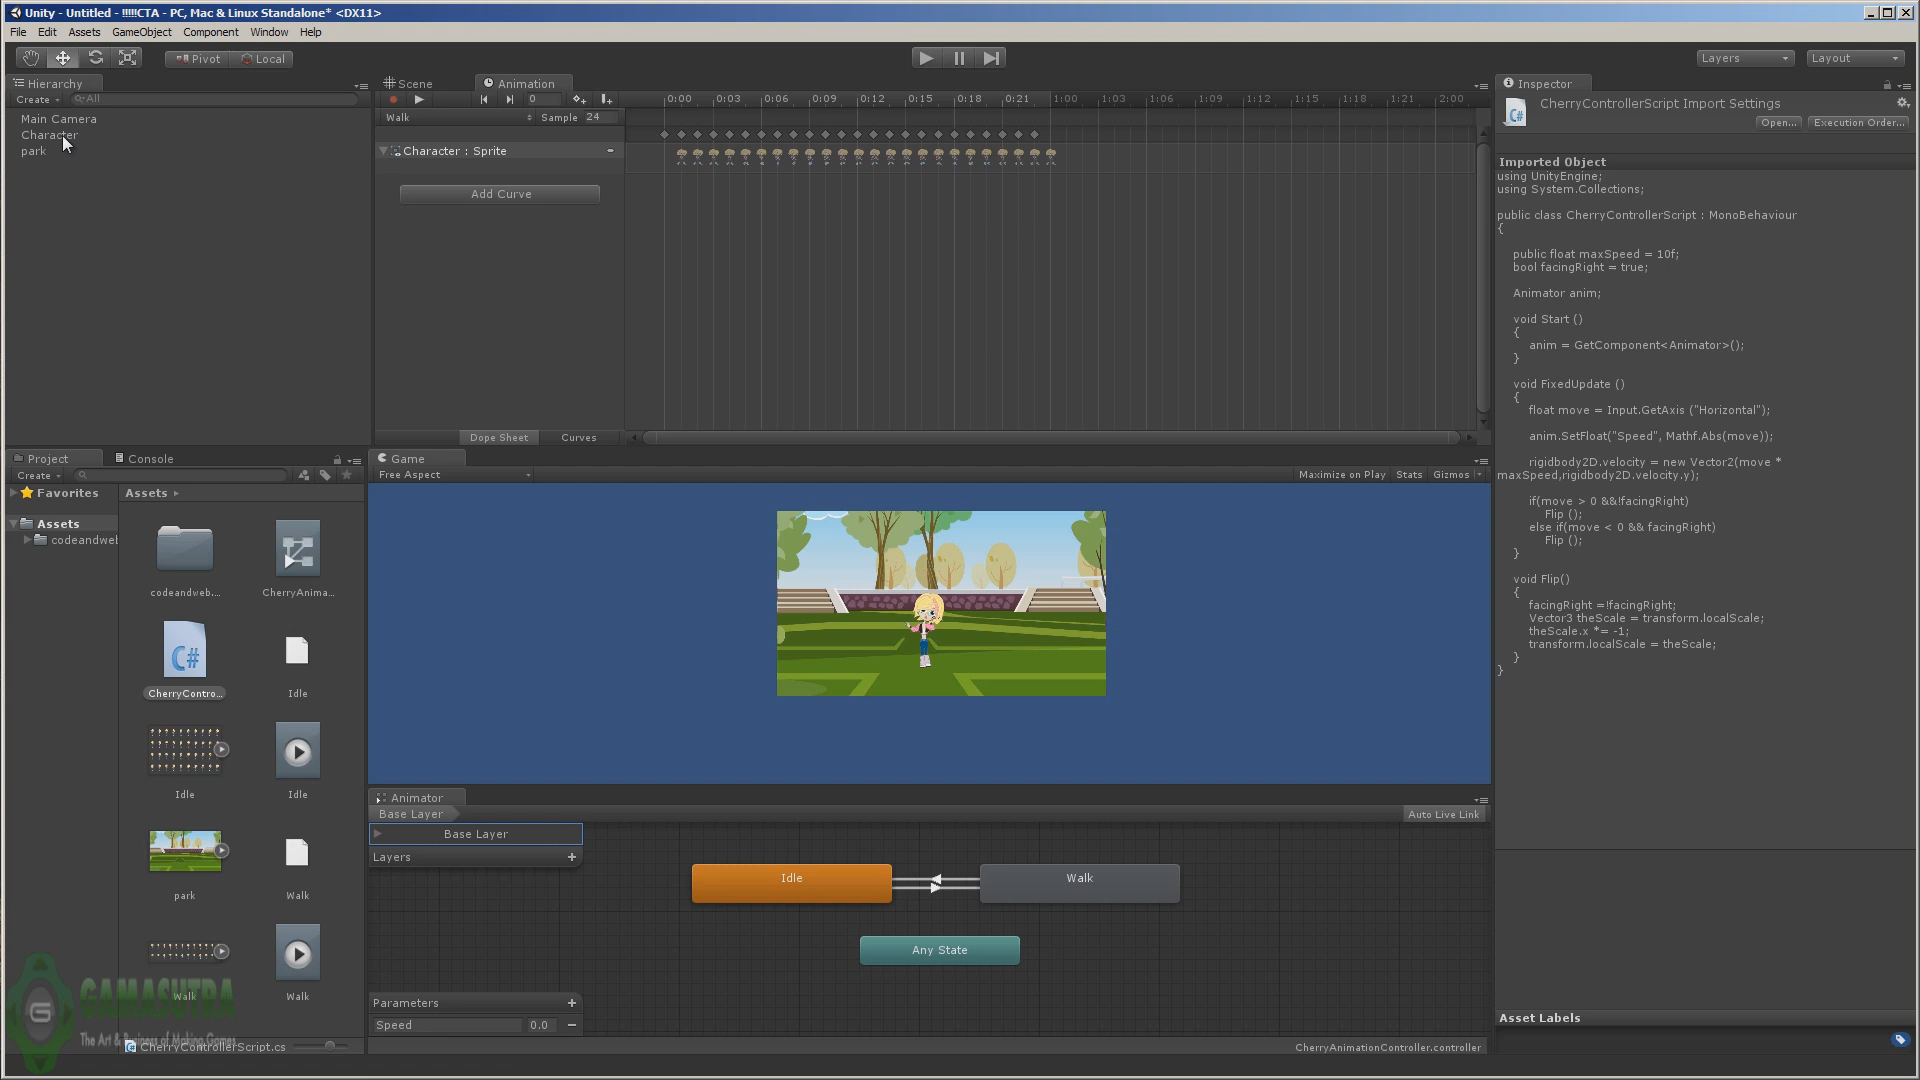 Unity - Untitled - !!!!!CTA - PC, Mac & Linux Standalone* <DX11>
File Edit Assets GameObject Component Window Help
Pivot Local Layers Layout
Hierarchy
Create All
Main Camera
Character
park
Scene Animation
0 0:00 0:03 0:06 0:09 0:12 0:15 0:18 0:21 1:00 1:03 1:06 1:09 1:12 1:15 1:18 1:21 2:00
Walk Sample 24
Character : Sprite
Add Curve
Dope Sheet Curves
Inspector
CherryControllerScript Import Settings
Open... Execution Order...
Imported Object
using UnityEngine;
using System.Collections;
public class CherryControllerScript : MonoBehaviour
{
public float maxSpeed = 10f;
bool facingRight = true;
Animator anim;
void Start ()
{
anim = GetComponent<Animator>();
}
void FixedUpdate ()
{
float move = Input.GetAxis ("Horizontal");
anim.SetFloat("Speed", Mathf.Abs(move));
rigidbody2D.velocity = new Vector2(move *
maxSpeed,rigidbody2D.velocity.y);
if(move > 0 &&!facingRight)
Flip ();
else if(move < 0 && facingRight)
Flip ();
}
void Flip()
{
facingRight =!facingRight;
Vector3 theScale = transform.localScale;
theScale.x *= -1;
transform.localScale = theScale;
}
}
Asset Labels
Project Console
Create
Favorites
Assets
codeandweb
Assets
codeandweb...
CherryAnima...
C#
CherryContro...
Idle
Idle
Idle
park
Walk
Walk
Walk
CherryControllerScript.cs
GAMASUTRA
The Art & Business of Making Games
G
Game
Free Aspect Maximize on Play Stats Gizmos
Animator
Base Layer Auto Live Link
Base Layer
Layers
Idle
Walk
Any State
Parameters
Speed 0.0
CherryAnimationController.controller